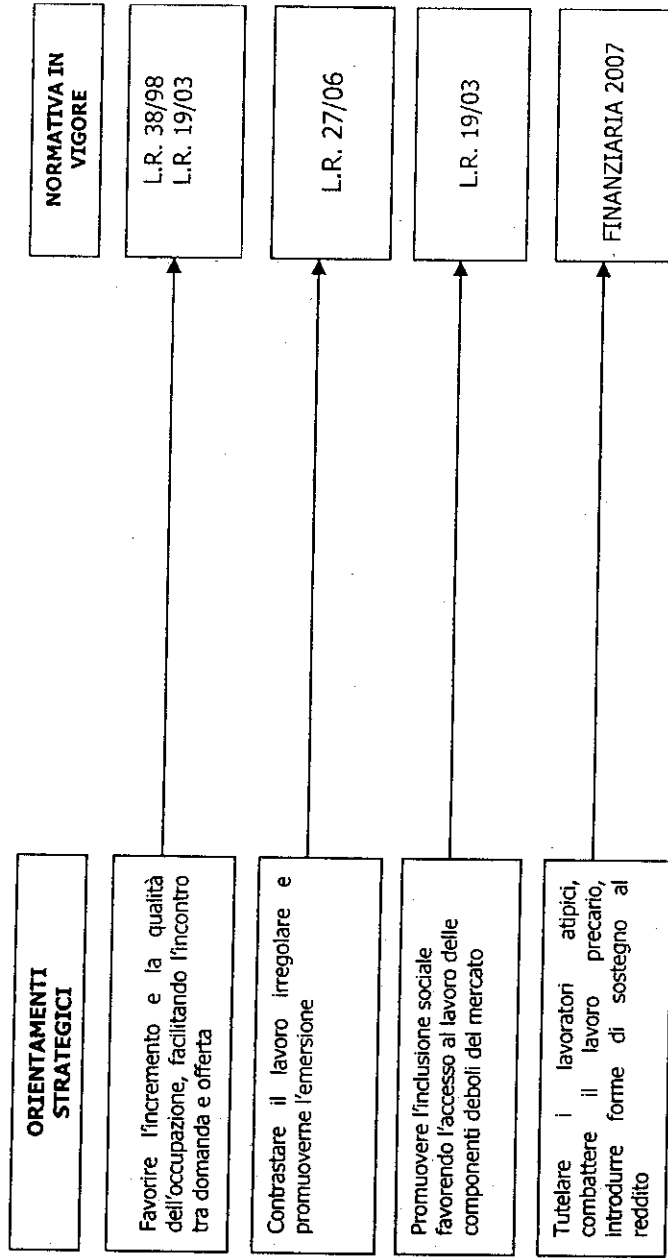 ORIENTAMENTI
STRATEGICI
NORMATIVA IN
VIGORE
Favorire l'incremento e la qualità
dell'occupazione, facilitando l'incontro
tra domanda e offerta
L.R. 38/98
L.R. 19/03
Contrastare il lavoro irregolare e
promuoverne l'emersione
L.R. 27/06
Promuovere l'inclusione sociale
favorendo l'accesso al lavoro delle
componenti deboli del mercato
L.R. 19/03
Tutelare i lavoratori atipici,
combattere il lavoro precario,
introdurre forme di sostegno al
reddito
FINANZIARIA 2007